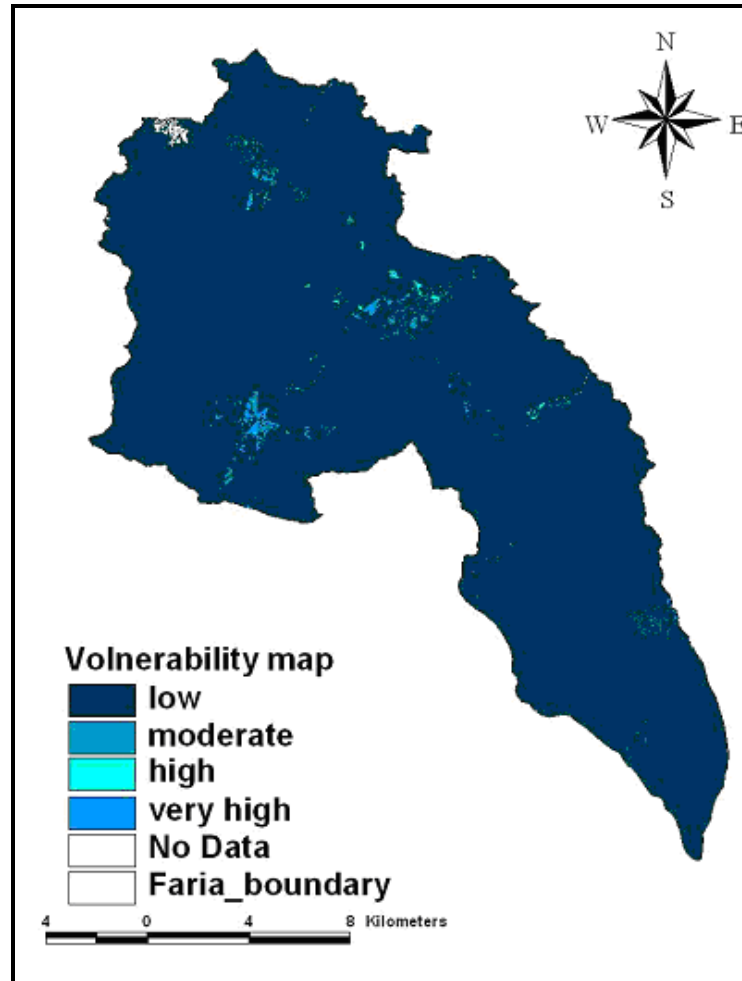 N
W E
S
Volnerability map
low
moderate
high
very high
No Data
Faria_boundary
4 0 4 8 Kilometers